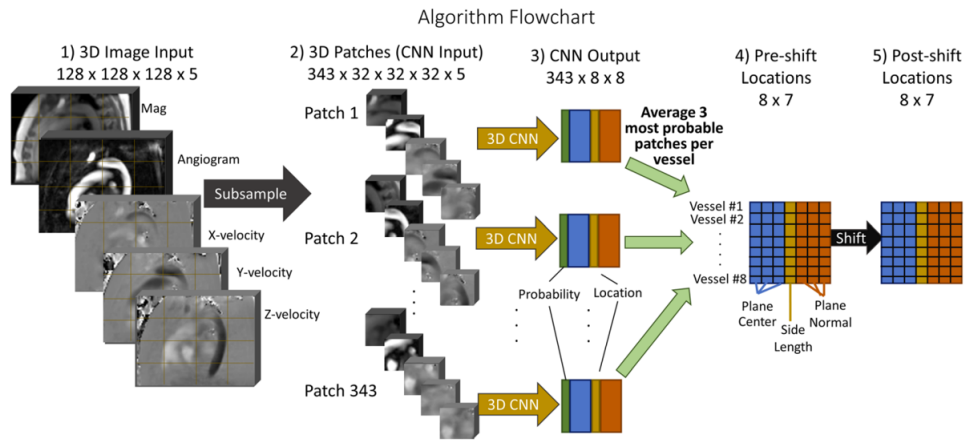 Algorithm Flowchart
1) 3D Image Input
128 x 128 x 128 x 5
Mag
Angiogram
X-velocity
Y-velocity
Z-velocity
Subsample
2) 3D Patches (CNN Input)
343 x 32 x 32 x 32 x 5
Patch 1
Patch 2
Patch 343
3D CNN
3D CNN
3D CNN
3) CNN Output
343 x 8 x 8
Average 3
most probable
patches per
vessel
Probability
Location
4) Pre-shift
Locations
8 x 7
Vessel #1
Vessel #2
Vessel #8
Plane
Center
Side
Length
Plane
Normal
Shift
5) Post-shift
Locations
8 x 7